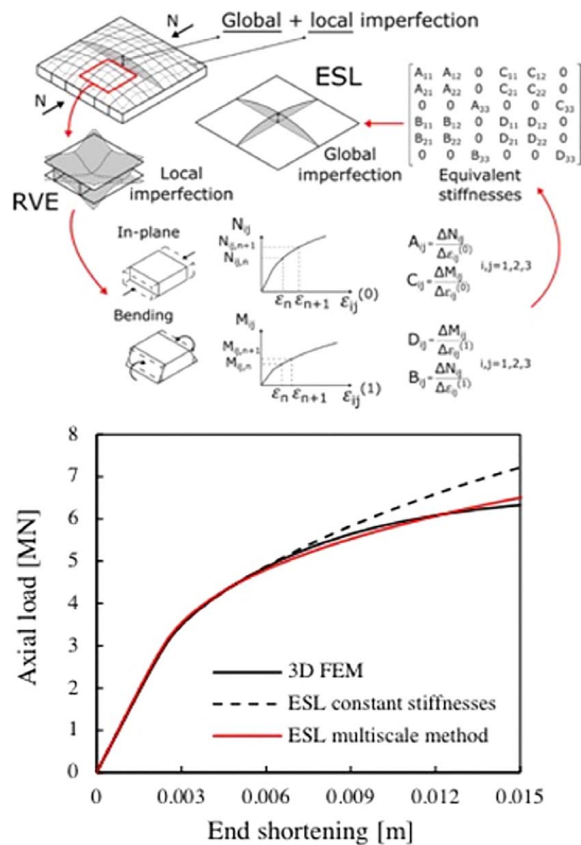 N
Global + local imperfection
N
ESL
A₁₁ A₁₂ 0 C₁₁ C₁₂ 0
A₂₁ A₂₂ 0 C₂₁ C₂₂ 0
0 0 A₃₃ 0 0 C₃₃
B₁₁ B₁₂ 0 D₁₁ D₁₂ 0
B₂₁ B₂₂ 0 D₂₁ D₂₂ 0
0 0 B₃₃ 0 0 D₃₃
Equivalent
stiffnesses
Global
imperfection
RVE
Local
imperfection
In-plane
Nᵢⱼ
Nᵢⱼ,ₙ₊₁
Nᵢⱼ,ₙ
εₙ εₙ₊₁ εᵢⱼ⁽⁰⁾
Aᵢⱼ=ΔNᵢⱼ/Δεᵢⱼ⁽⁰⁾
Cᵢⱼ=ΔMᵢⱼ/Δεᵢⱼ⁽⁰⁾
i,j=1,2,3
Bending
Mᵢⱼ
Mᵢⱼ,ₙ₊₁
Mᵢⱼ,ₙ
εₙ εₙ₊₁ εᵢⱼ⁽¹⁾
Dᵢⱼ=ΔMᵢⱼ/Δεᵢⱼ⁽¹⁾
Bᵢⱼ=ΔNᵢⱼ/Δεᵢⱼ⁽¹⁾
i,j=1,2,3
Axial load [MN]
8
7
6
5
4
3
2
1
0
3D FEM
ESL constant stiffnesses
ESL multiscale method
0 0.003 0.006 0.009 0.012 0.015
End shortening [m]